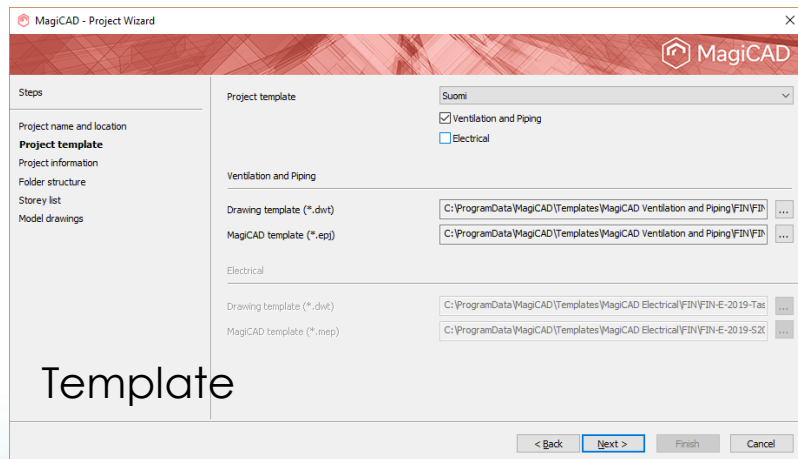 MagiCAD - Project Wizard
MagiCAD
Steps
Project name and location
Project template
Project information
Folder structure
Storey list
Model drawings
Project template
Suomi
Ventilation and Piping
Electrical
Ventilation and Piping
Drawing template (*.dwt)
C:\ProgramData\MagiCAD\Templates\MagiCAD Ventilation and Piping\FIN\FIN
...
MagiCAD template (*.epj)
C:\ProgramData\MagiCAD\Templates\MagiCAD Ventilation and Piping\FIN\FIN
...
Electrical
Drawing template (*.dwt)
C:\ProgramData\MagiCAD\Templates\MagiCAD Electrical\FIN\FIN-E-2019-Tas
...
MagiCAD template (*.mep)
C:\ProgramData\MagiCAD\Templates\MagiCAD Electrical\FIN\FIN-E-2019-S20
...
Template
< Back
Next >
Finish
Cancel